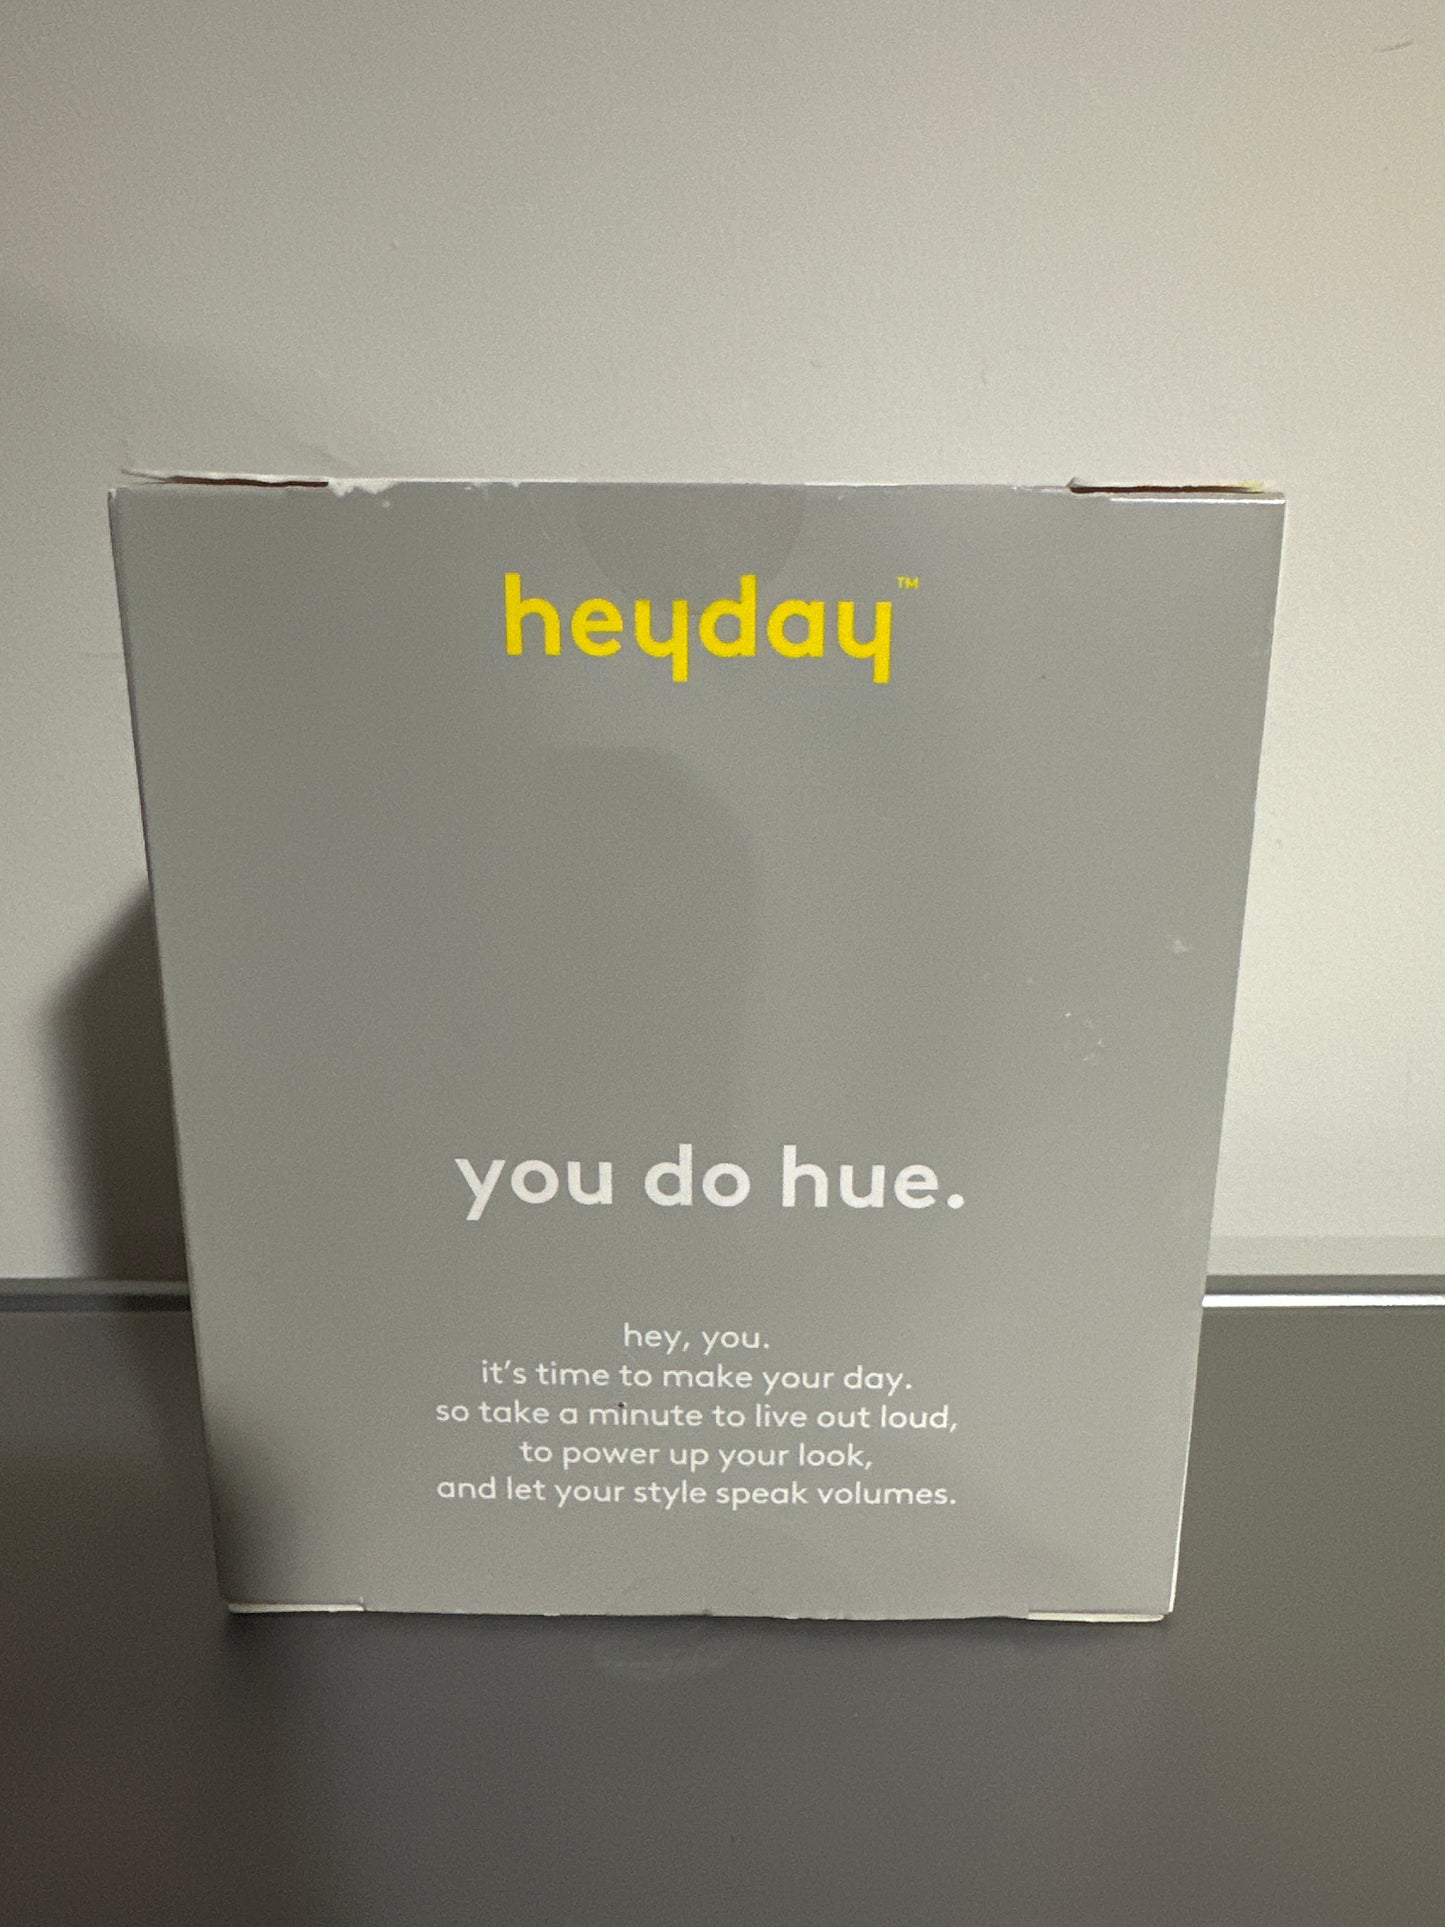 heyday™
you do hue.
hey, you.
it's time to make your day.
so take a minute to live out loud,
to power up your look,
and let your style speak volumes.